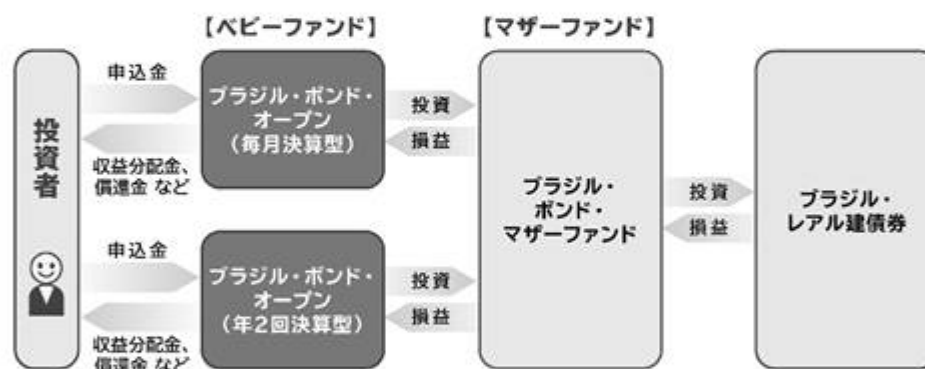 【ベビーファンド】
【マザーファンド】
投資者
申込金
収益分配金、
償還金 など
ブラジル・ボンド・
オープン
（毎月決算型）
投資
損益
申込金
収益分配金、
償還金 など
ブラジル・ボンド・
オープン
（年2回決算型）
投資
損益
ブラジル・
ボンド・
マザーファンド
投資
損益
ブラジル・
レアル建債券